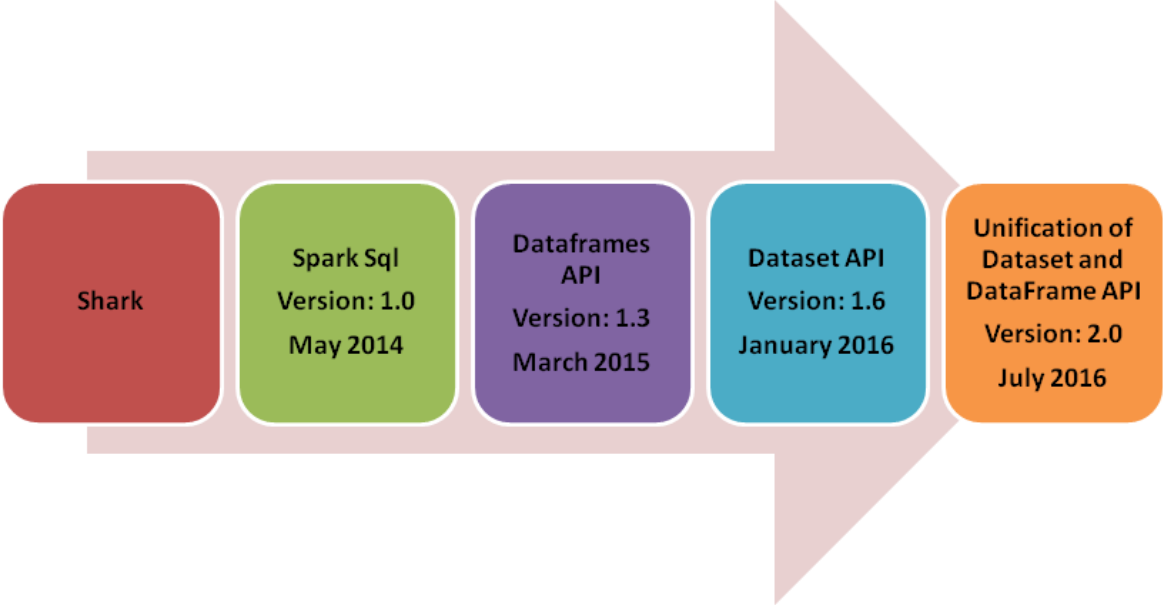 Shark
Spark Sql
Version: 1.0
May 2014
Dataframes
API
Version: 1.3
March 2015
Dataset API
Version: 1.6
January 2016
Unification of
Dataset and
DataFrame API
Version: 2.0
July 2016